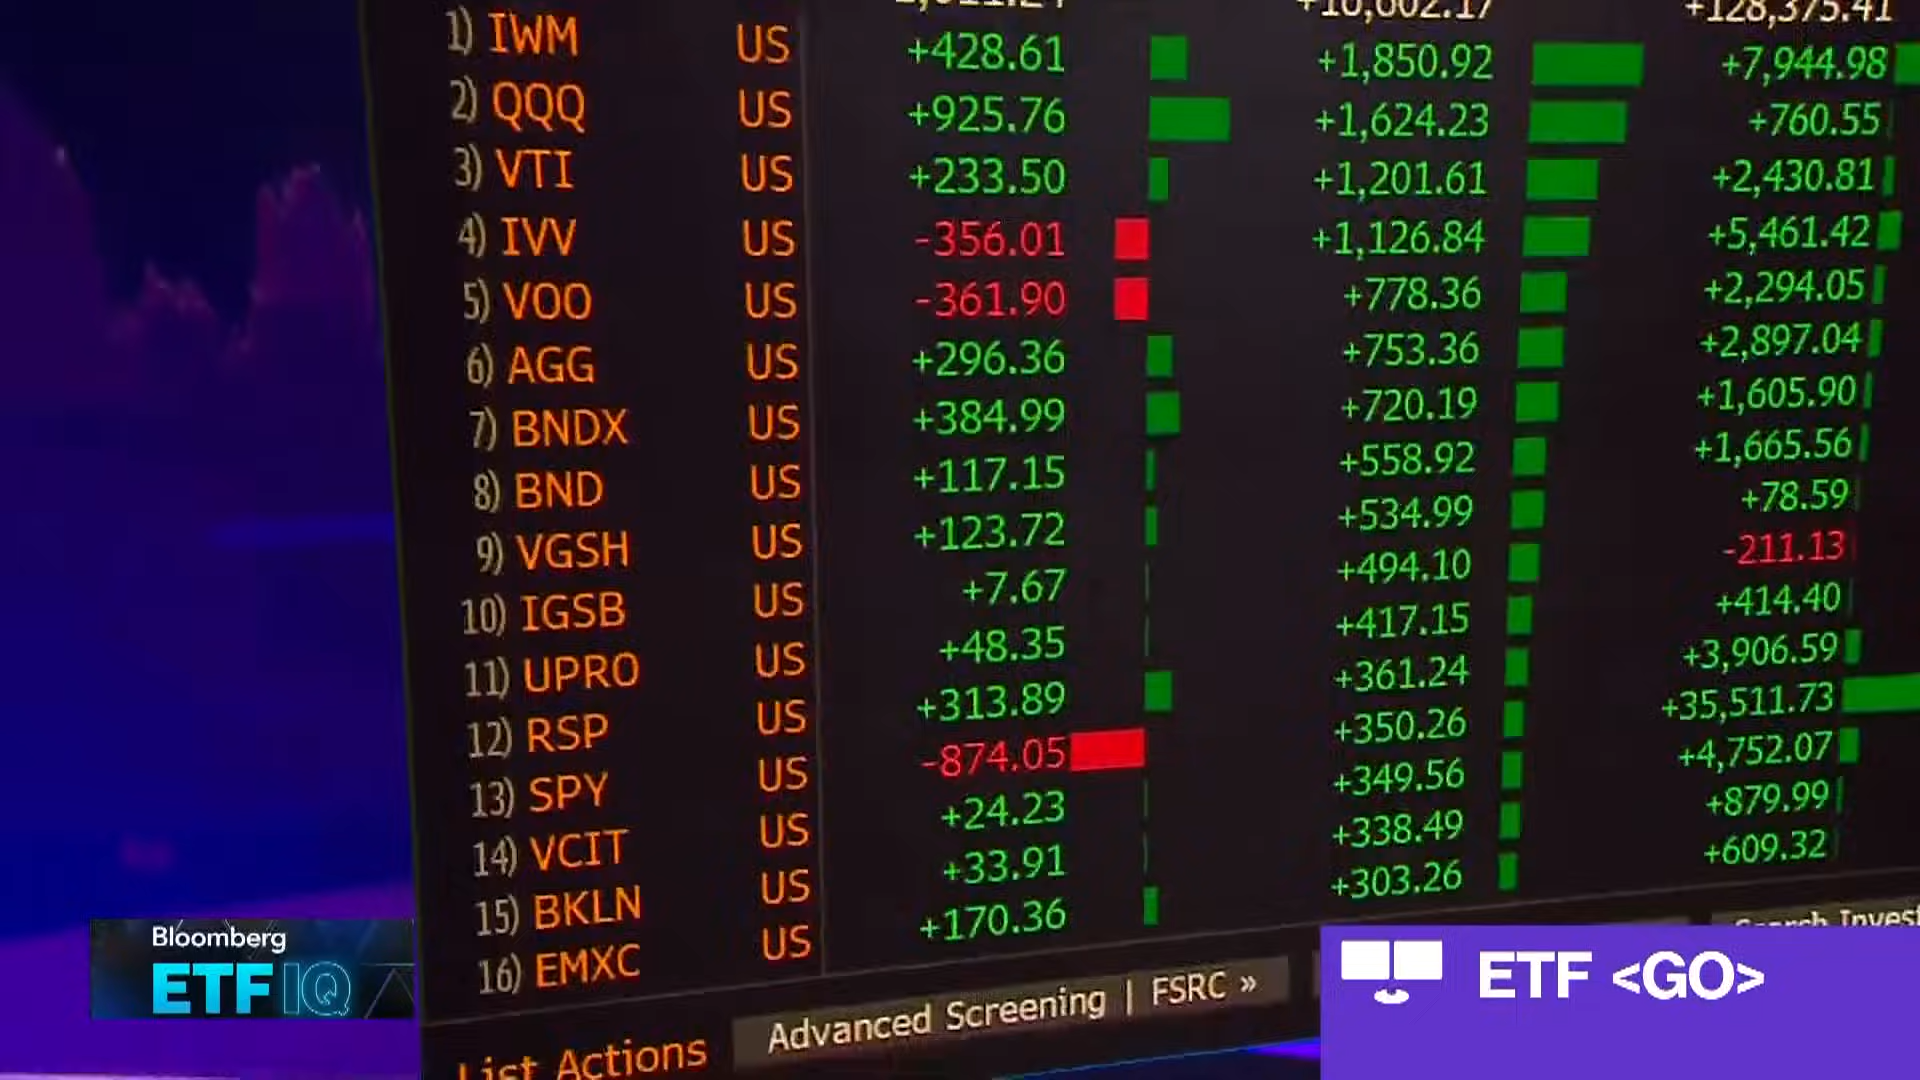 +10,602.17 +128,375.41
1) IWM US +428.61 +1,850.92 +7,944.98
2) QQQ US +925.76 +1,624.23 +760.55
3) VTI US +233.50 +1,201.61 +2,430.81
4) IVV US -356.01 +1,126.84 +5,461.42
5) VOO US -361.90 +778.36 +2,294.05
6) AGG US +296.36 +753.36 +2,897.04
7) BNDX US +384.99 +720.19 +1,605.90
8) BND US +117.15 +558.92 +1,665.56
9) VGSH US +123.72 +534.99 +78.59
10) IGSB US +7.67 +494.10 -211.13
11) UPRO US +48.35 +417.15 +414.40
12) RSP US +313.89 +361.24 +3,906.59
13) SPY US -874.05 +350.26 +35,511.73
14) VCIT US +24.23 +349.56 +4,752.07
15) BKLN US +33.91 +338.49 +879.99
16) EMXC US +170.36 +303.26 +609.32
List Actions Advanced Screening | FSRC »
Bloomberg
ETF IQ
ETF <GO>